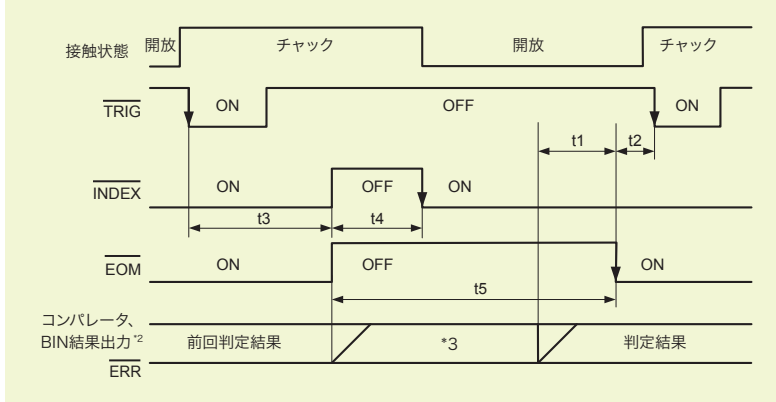 接触状態 開放 チャック 開放 チャック
TRIG ON OFF ON
t1 t2
INDEX ON OFF ON
t3 t4
EOM ON OFF ON
t5
コンパレータ、
BIN結果出力*2 前回判定結果 *3 判定結果
ERR